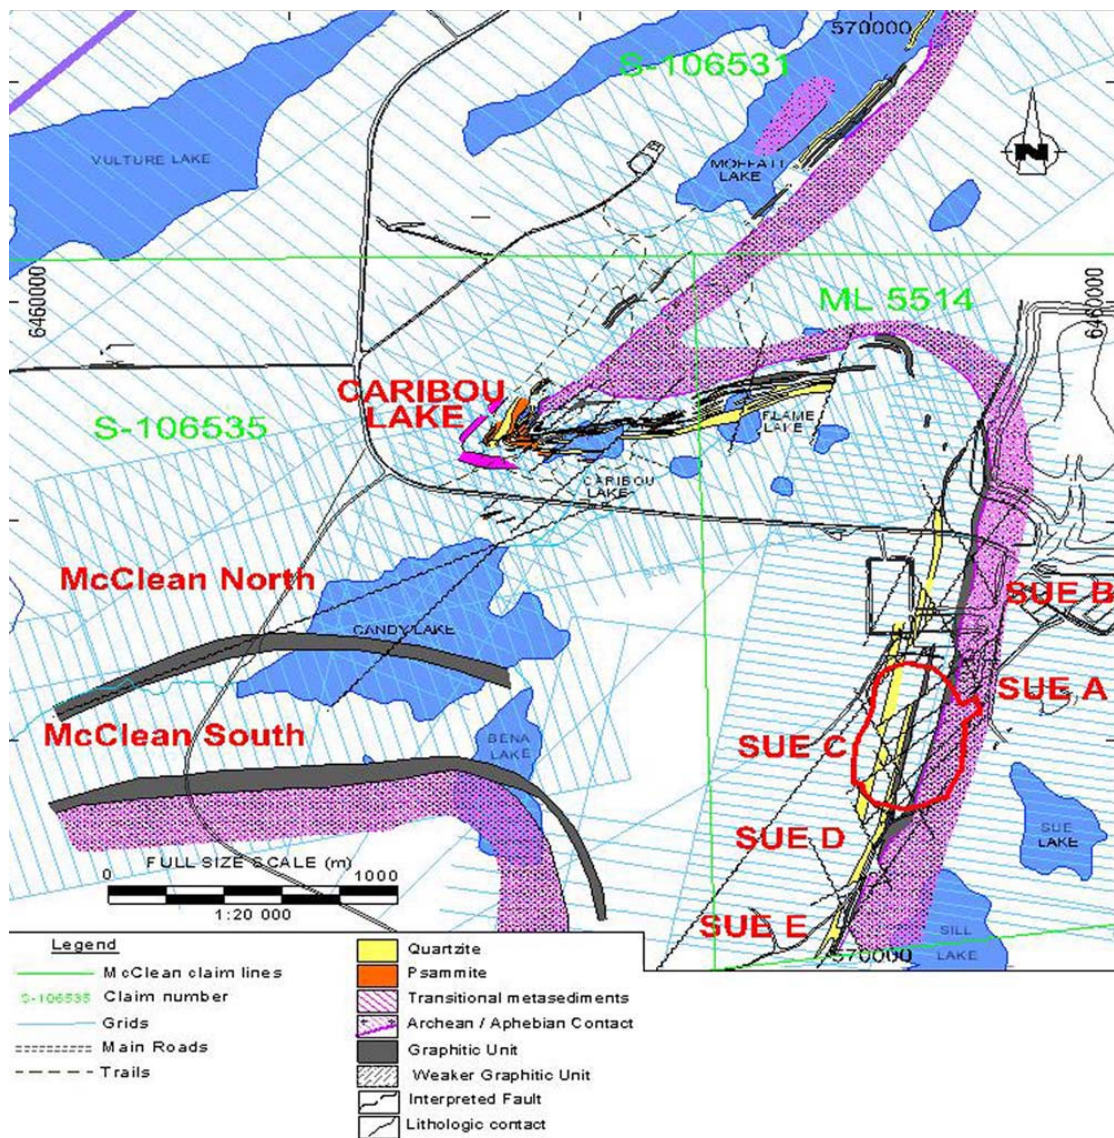 570000
S-106531
VULTURE LAKE
MOFFATT
LAKE
N
6460000
6460000
ML 5514
CARIBOU
LAKE
S-106535
FLAME
LAKE
CARIBOU
LAKE
McClean North
SUE B
CANDY LAKE
SUE A
McClean South
BENA
LAKE
SUE C
SUE
LAKE
SUE D
FULL SIZE SCALE (m)
0 1000
1:20 000
SUE E
SILL
LAKE
570000
Legend
McClean claim lines
S-106535 Claim number
Grids
Main Roads
Trails
Quartzite
Psammite
Transitional metasediments
Archean / Aphebian Contact
Graphitic Unit
Weaker Graphitic Unit
Interpreted Fault
Lithologic contact